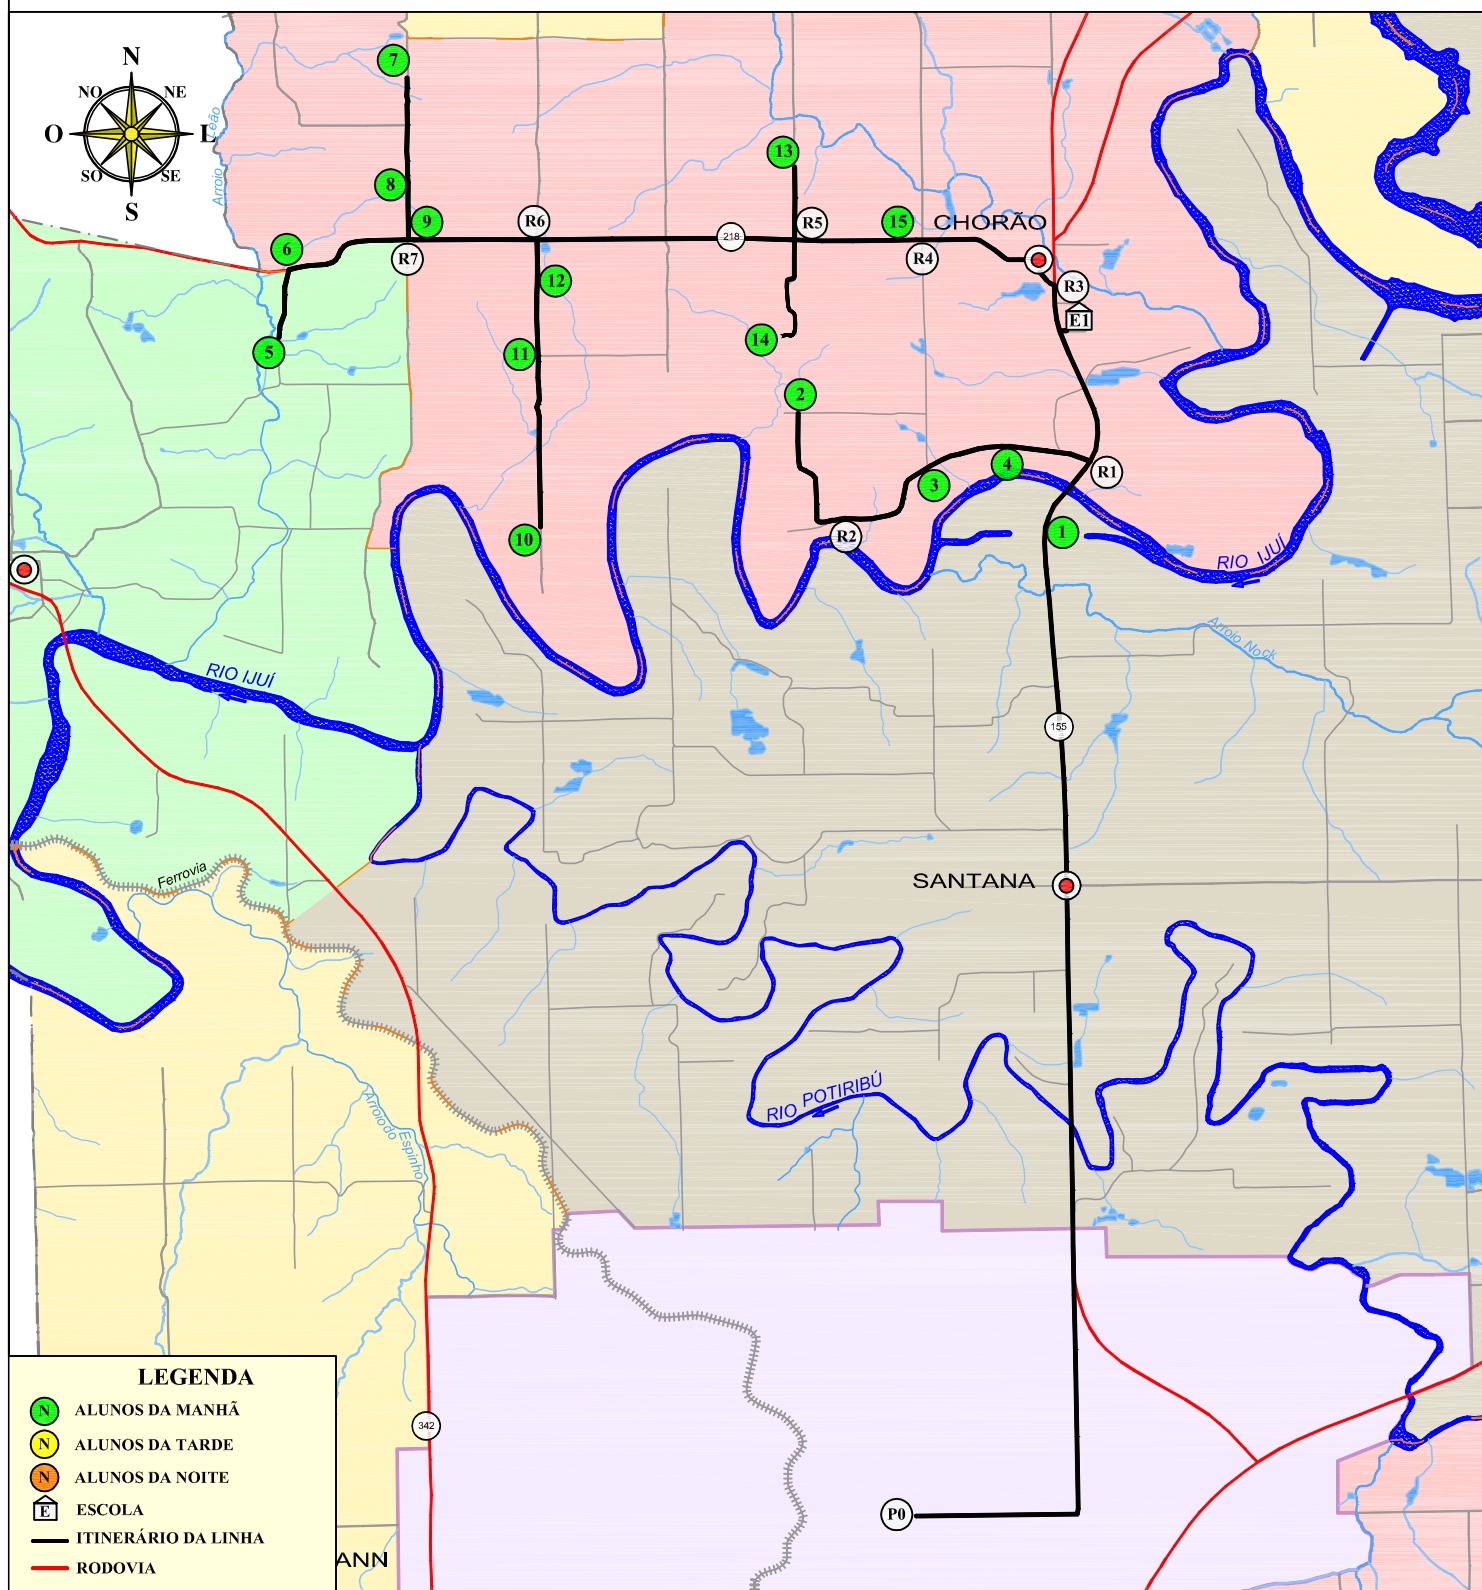 N
NO
NE
O
L
SO
SE
S
Arroio Leão
7
8
9
13
R6
R5
15
CHORÃO
6
R7
218
R4
R3
12
E1
5
11
14
2
4
R1
3
10
R2
1
RIO IJUÍ
Arroio Nock
RIO IJUÍ
155
Ferrovia
SANTANA
RIO POTIRIBÚ
Arroio do Espinho
342
P0
ANN
LEGENDA
N ALUNOS DA MANHÃ
N ALUNOS DA TARDE
N ALUNOS DA NOITE
E ESCOLA
ITINERÁRIO DA LINHA
RODOVIA